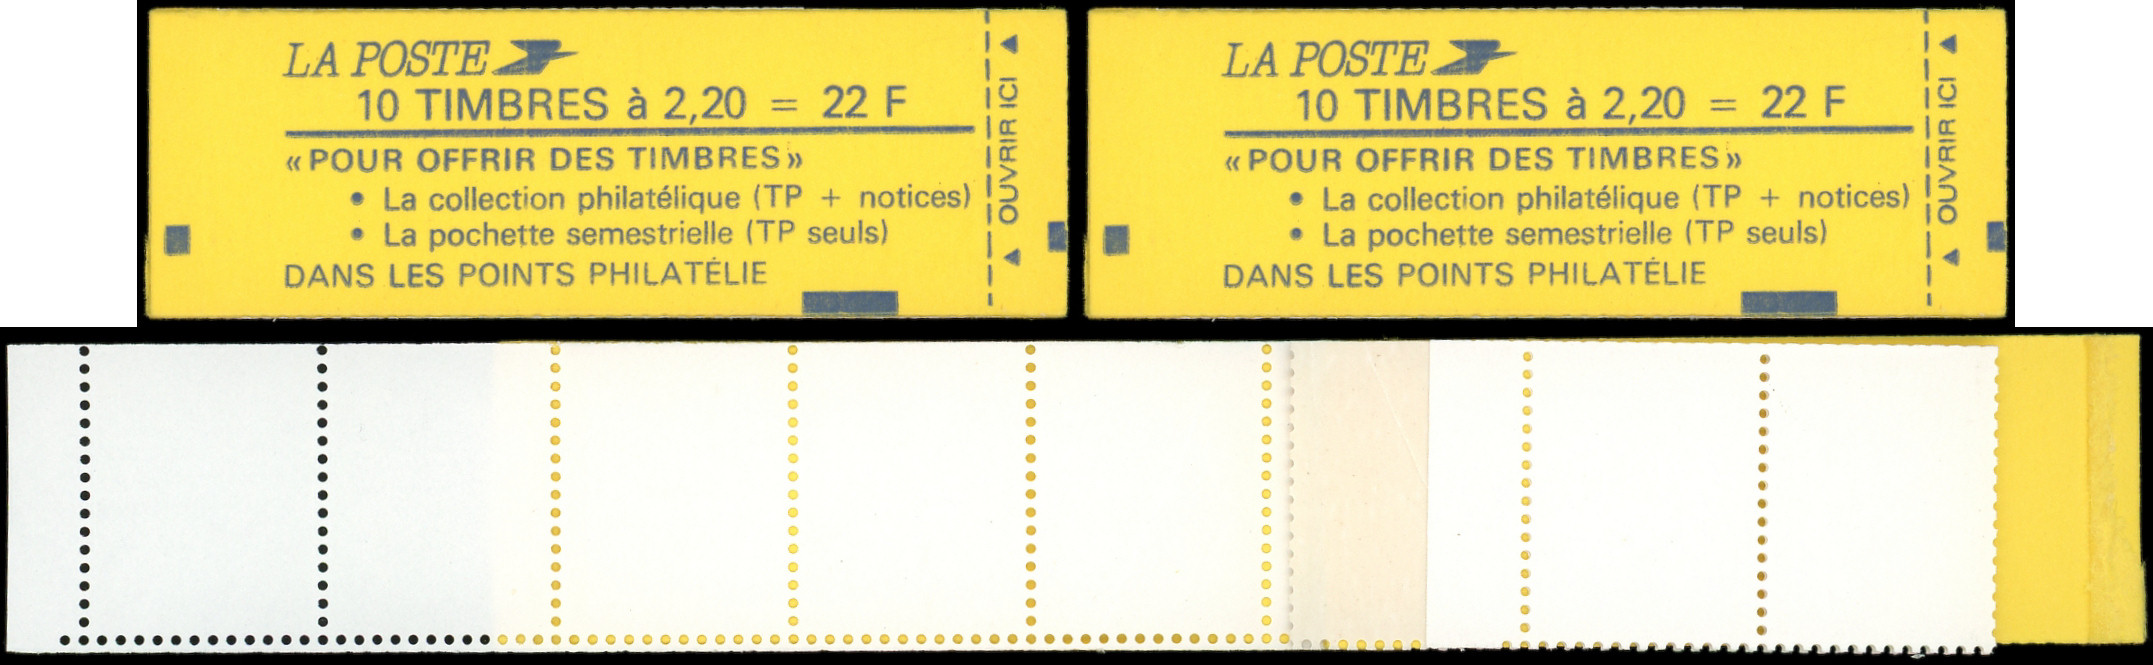 LA POSTE
10 TIMBRES à 2,20 = 22 F
«POUR OFFRIR DES TIMBRES»
• La collection philatélique (TP + notices)
• La pochette semestrielle (TP seuls)
DANS LES POINTS PHILATÉLIE
OUVRIR ICI
LA POSTE
10 TIMBRES à 2,20 = 22 F
«POUR OFFRIR DES TIMBRES»
• La collection philatélique (TP + notices)
• La pochette semestrielle (TP seuls)
DANS LES POINTS PHILATÉLIE
OUVRIR ICI